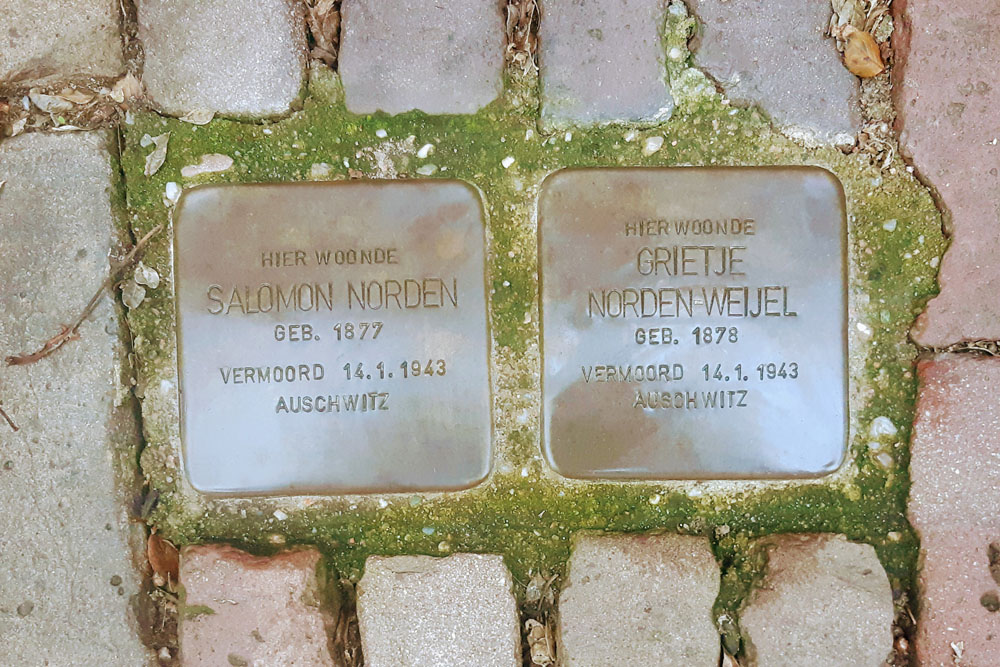 HIER WOONDE
SALOMON NORDEN
GEB. 1877
VERMOORD 14.1.1943
AUSCHWITZ
HIER WOONDE
GRIETJE
NORDEN-WEIJEL
GEB. 1878
VERMOORD 14.1.1943
AUSCHWITZ